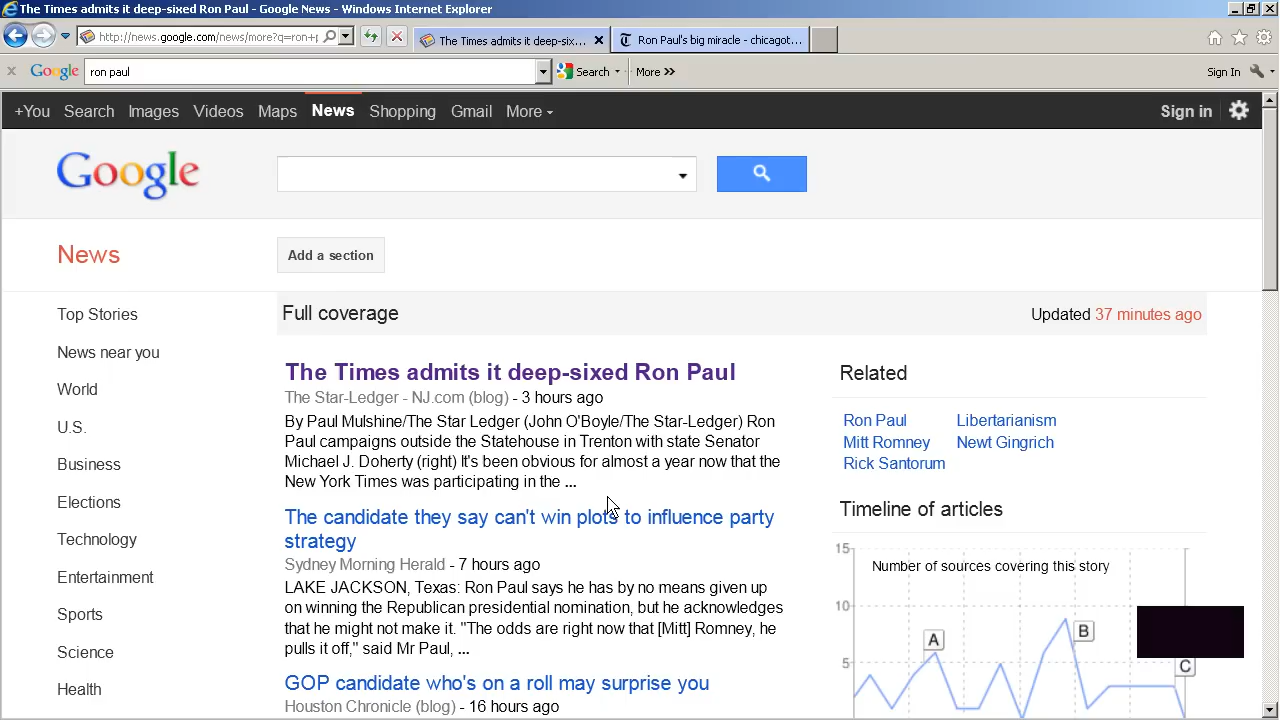 The Times admits it deep-sixed Ron Paul - Google News - Windows Internet Explorer
http://news.google.com/news/more?q=ron+
The Times admits it deep-six...
Ron Paul's big miracle - chicagot...
Google ron paul Search More »
Sign In
+You Search Images Videos Maps News Shopping Gmail More
Sign in
Google
News
Add a section
Top Stories
News near you
World
U.S.
Business
Elections
Technology
Entertainment
Sports
Science
Health
Full coverage
Updated 37 minutes ago
The Times admits it deep-sixed Ron Paul
The Star-Ledger - NJ.com (blog) - 3 hours ago
By Paul Mulshine/The Star Ledger (John O'Boyle/The Star-Ledger) Ron
Paul campaigns outside the Statehouse in Trenton with state Senator
Michael J. Doherty (right) It's been obvious for almost a year now that the
New York Times was participating in the ...
The candidate they say can't win plots to influence party
strategy
Sydney Morning Herald - 7 hours ago
LAKE JACKSON, Texas: Ron Paul says he has by no means given up
on winning the Republican presidential nomination, but he acknowledges
that he might not make it. "The odds are right now that [Mitt] Romney, he
pulls it off," said Mr Paul, ...
GOP candidate who's on a roll may surprise you
Houston Chronicle (blog) - 16 hours ago
Related
Ron Paul Libertarianism
Mitt Romney Newt Gingrich
Rick Santorum
Timeline of articles
15
Number of sources covering this story
10
A
B
5
C